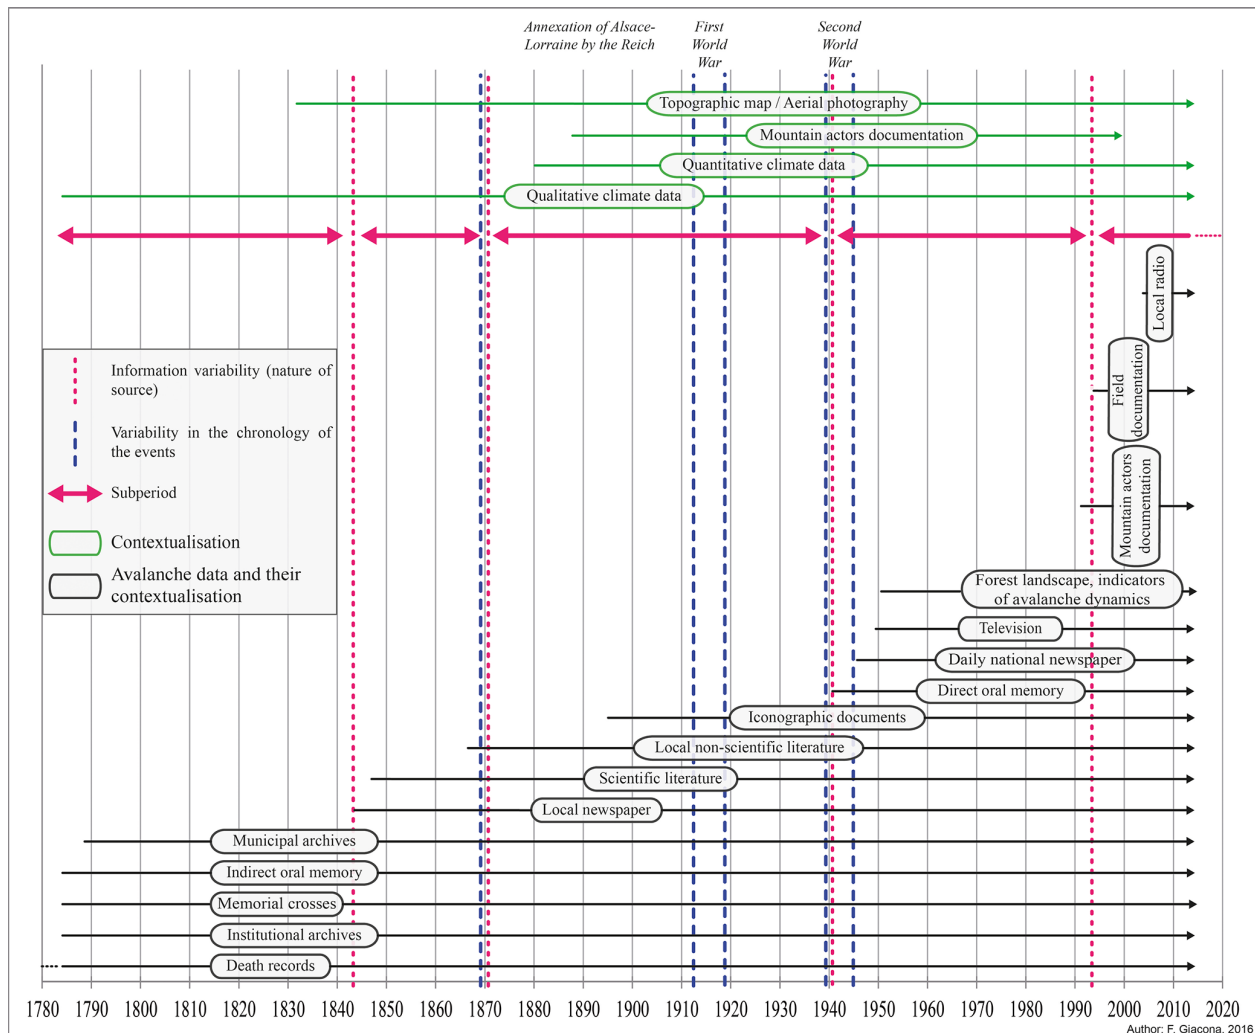 Annexation of Alsace-
Lorraine by the Reich
First
World
War
Second
World
War
Topographic map / Aerial photography
Mountain actors documentation
Quantitative climate data
Qualitative climate data
Local radio
Field
documentation
Mountain actors
documentation
Information variability (nature of
source)
Variability in the chronology of
the events
Subperiod
Contextualisation
Avalanche data and their
contextualisation
Forest landscape, indicators
of avalanche dynamics
Television
Daily national newspaper
Direct oral memory
Iconographic documents
Local non-scientific literature
Scientific literature
Local newspaper
Municipal archives
Indirect oral memory
Memorial crosses
Institutional archives
Death records
1780 1790 1800 1810 1820 1830 1840 1850 1860 1870 1880 1890 1900 1910 1920 1930 1940 1950 1960 1970 1980 1990 2000 2010 2020
Author: F. Giacona, 2016